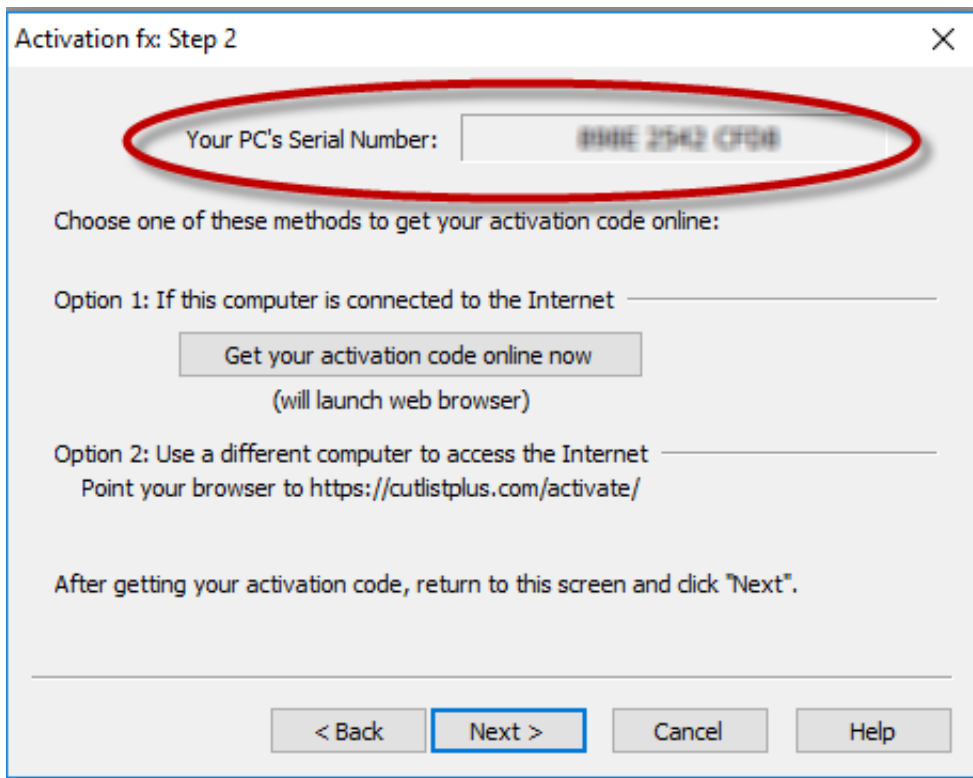 Activation fx: Step 2
Your PC's Serial Number:
Choose one of these methods to get your activation code online:
Option 1: If this computer is connected to the Internet
Get your activation code online now
(will launch web browser)
Option 2: Use a different computer to access the Internet
Point your browser to https://cutlistplus.com/activate/
After getting your activation code, return to this screen and click "Next".
< Back Next > Cancel Help